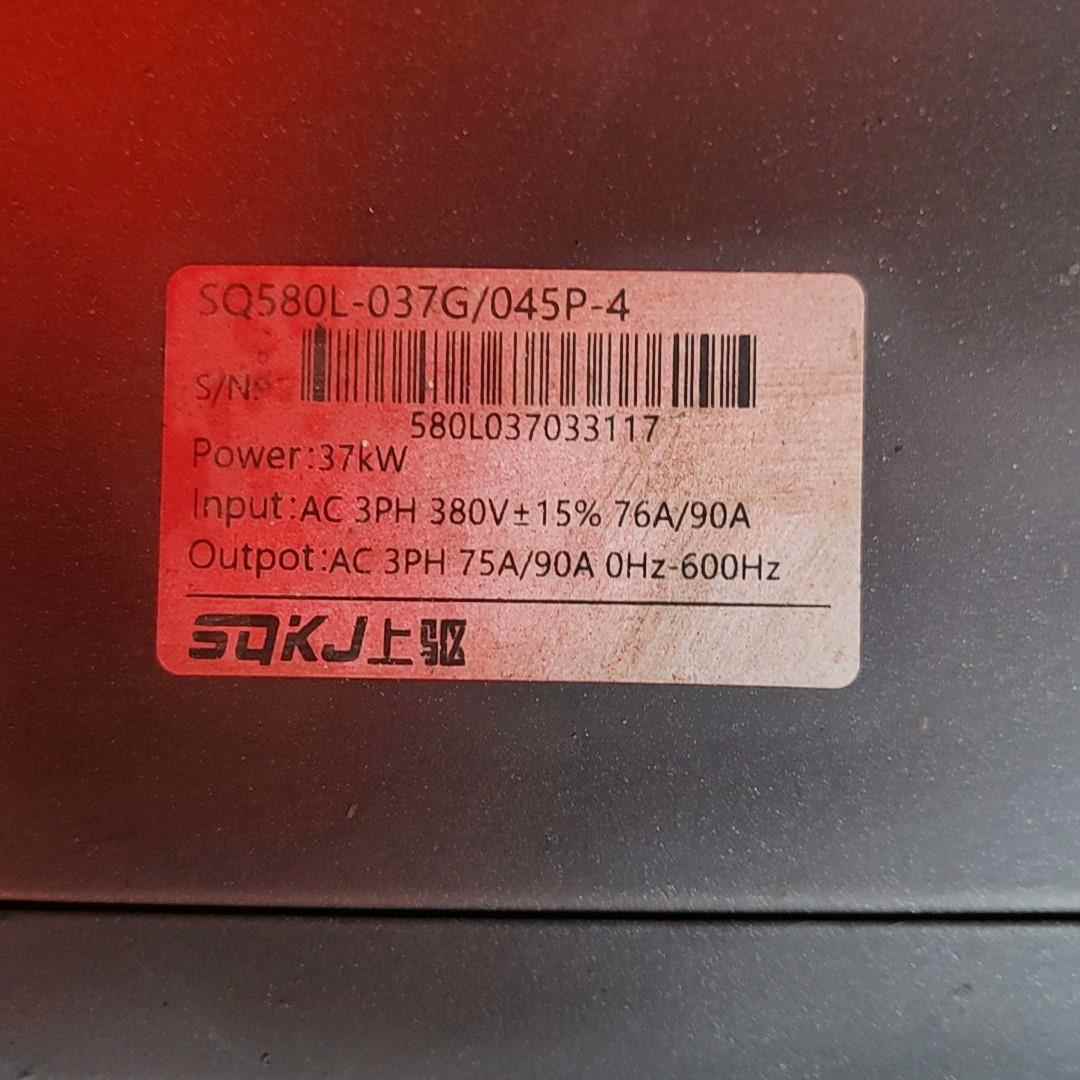 SQ580L-037G/045P-4
S/N:
580L037033117
Power:37kW
Input:AC 3PH 380V±15% 76A/90A
Outpot:AC 3PH 75A/90A 0Hz-600Hz
SQKJ上驱